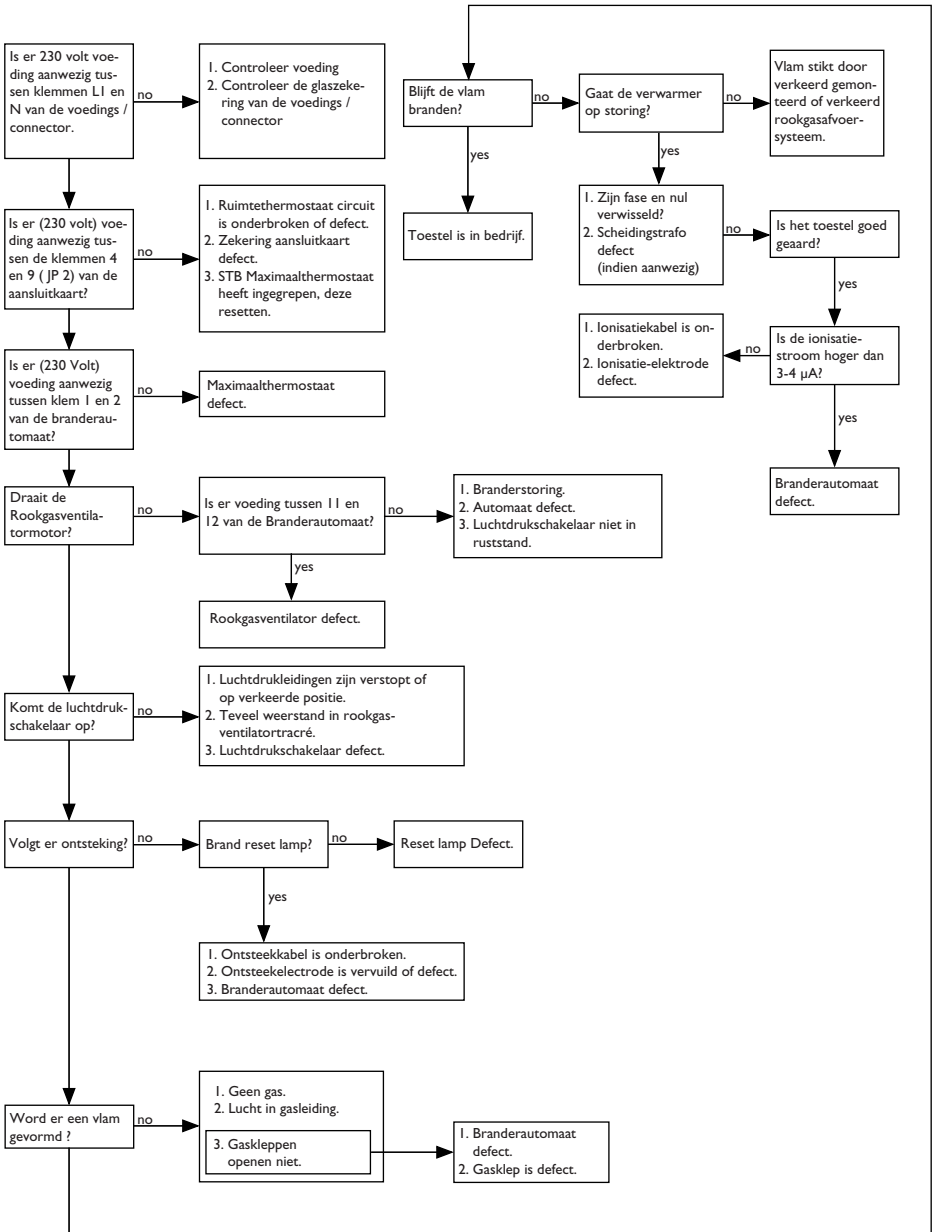 Is er 230 volt voe-
ding aanwezig tus-
sen klemmen L1 en
N van de voedings /
connector.
no
1. Controleer voeding
2. Controleer de glaszeke-
ring van de voedings /
connector
Is er (230 volt) voe-
ding aanwezig tus-
sen de klemmen 4
en 9 ( JP 2) van de
aansluitkaart?
no
1. Ruimtethermostaat circuit
is onderbroken of defect.
2. Zekering aansluitkaart
defect.
3. STB Maximaalthermostaat
heeft ingegrepen, deze
resetten.
Is er (230 Volt)
voeding aanwezig
tussen klem 1 en 2
van de branderau-
tomaat?
no
Maximaalthermostaat
defect.
Draait de
Rookgasventila-
tormotor?
no
Is er voeding tussen 11 en
12 van de Branderautomaat?
no
1. Branderstoring.
2. Automaat defect.
3. Luchtdrukschakelaar niet in
ruststand.
yes
Rookgasventilator defect.
Komt de luchtdruk-
schakelaar op?
no
1. Luchtdrukleidingen zijn verstopt of
op verkeerde positie.
2. Teveel weerstand in rookgas-
ventilatortracré.
3. Luchtdrukschakelaar defect.
Volgt er ontsteking?
no
Brand reset lamp?
no
Reset lamp Defect.
yes
1. Ontsteekkabel is onderbroken.
2. Ontsteekelectrode is vervuild of defect.
3. Branderautomaat defect.
Word er een vlam
gevormd ?
no
1. Geen gas.
2. Lucht in gasleiding.
3. Gaskleppen
openen niet.
1. Branderautomaat
defect.
2. Gasklep is defect.
Blijft de vlam
branden?
no
Gaat de verwarmer
op storing?
no
Vlam stikt door
verkeerd gemon-
teerd of verkeerd
rookgasafvoer-
systeem.
yes
Toestel is in bedrijf.
yes
1. Zijn fase en nul
verwisseld?
2. Scheidingstrafo
defect
(indien aanwezig)
no
Is het toestel goed
geaard?
yes
Is de ionisatie-
stroom hoger dan
3-4 µA?
no
1. Ionisatiekabel is on-
derbroken.
2. Ionisatie-elektrode
defect.
yes
Branderautomaat
defect.